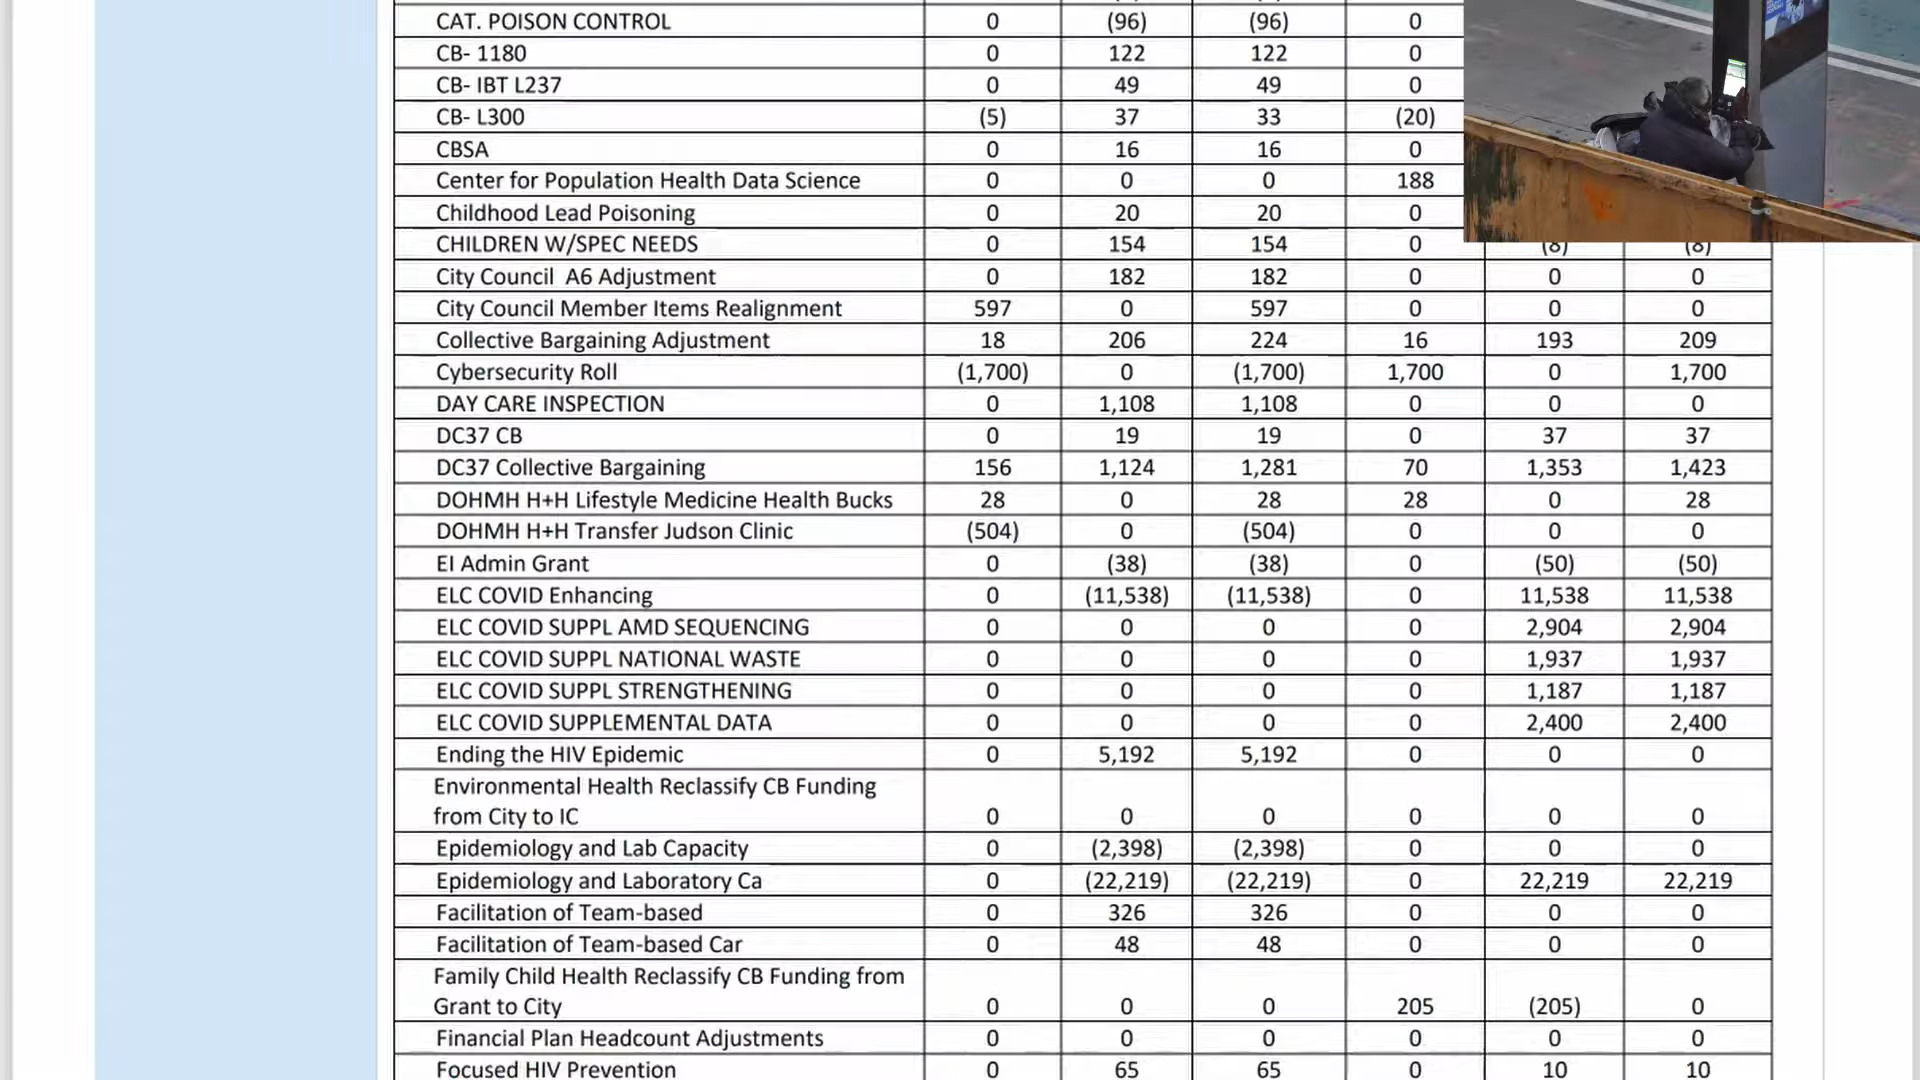 CAT. POISON CONTROL 0 (96) (96) 0
CB- 1180 0 122 122 0
CB- IBT L237 0 49 49 0
CB- L300 (5) 37 33 (20)
CBSA 0 16 16 0
Center for Population Health Data Science 0 0 0 188
Childhood Lead Poisoning 0 20 20 0
CHILDREN W/SPEC NEEDS 0 154 154 0 (8) (8)
City Council A6 Adjustment 0 182 182 0 0 0
City Council Member Items Realignment 597 0 597 0 0 0
Collective Bargaining Adjustment 18 206 224 16 193 209
Cybersecurity Roll (1,700) 0 (1,700) 1,700 0 1,700
DAY CARE INSPECTION 0 1,108 1,108 0 0 0
DC37 CB 0 19 19 0 37 37
DC37 Collective Bargaining 156 1,124 1,281 70 1,353 1,423
DOHMH H+H Lifestyle Medicine Health Bucks 28 0 28 28 0 28
DOHMH H+H Transfer Judson Clinic (504) 0 (504) 0 0 0
EI Admin Grant 0 (38) (38) 0 (50) (50)
ELC COVID Enhancing 0 (11,538) (11,538) 0 11,538 11,538
ELC COVID SUPPL AMD SEQUENCING 0 0 0 0 2,904 2,904
ELC COVID SUPPL NATIONAL WASTE 0 0 0 0 1,937 1,937
ELC COVID SUPPL STRENGTHENING 0 0 0 0 1,187 1,187
ELC COVID SUPPLEMENTAL DATA 0 0 0 0 2,400 2,400
Ending the HIV Epidemic 0 5,192 5,192 0 0 0
Environmental Health Reclassify CB Funding
from City to IC 0 0 0 0 0 0
Epidemiology and Lab Capacity 0 (2,398) (2,398) 0 0 0
Epidemiology and Laboratory Ca 0 (22,219) (22,219) 0 22,219 22,219
Facilitation of Team-based 0 326 326 0 0 0
Facilitation of Team-based Car 0 48 48 0 0 0
Family Child Health Reclassify CB Funding from
Grant to City 0 0 0 205 (205) 0
Financial Plan Headcount Adjustments 0 0 0 0 0 0
Focused HIV Prevention 0 65 65 0 10 10